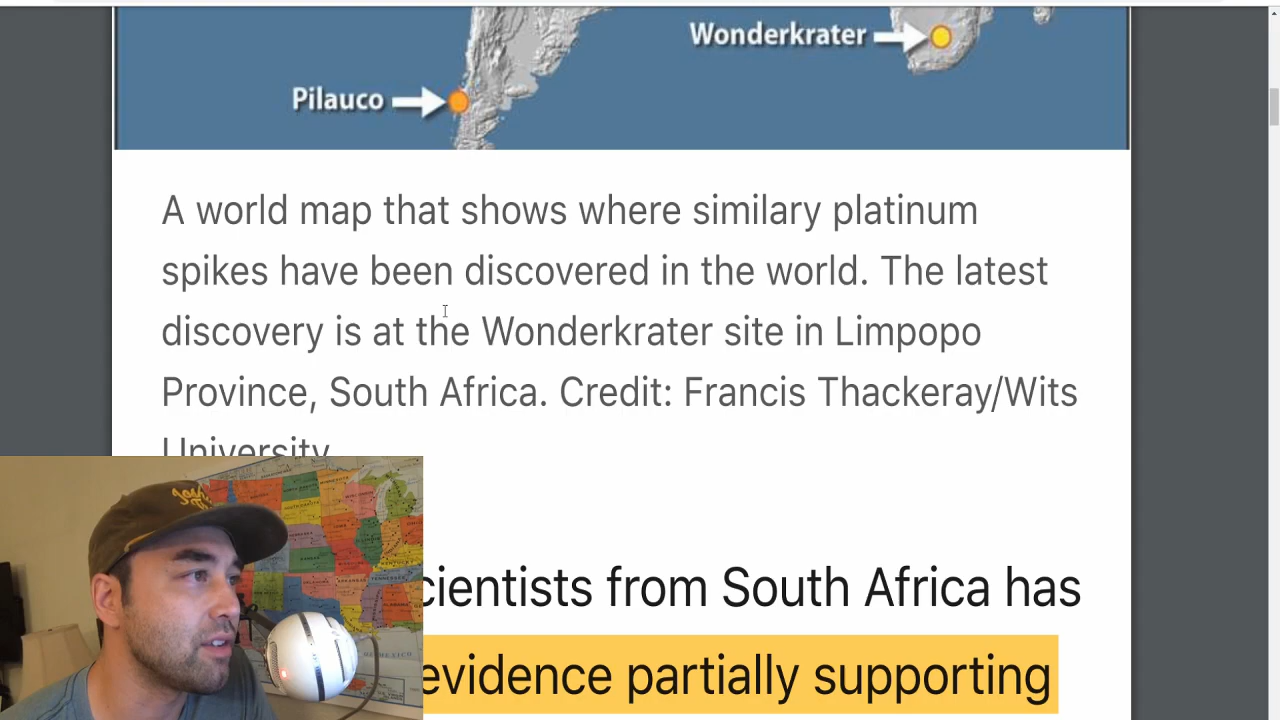 Wonderkrater
Pilauco
A world map that shows where similary platinum
spikes have been discovered in the world. The latest
discovery is at the Wonderkrater site in Limpopo
Province, South Africa. Credit: Francis Thackeray/Wits
University
cientists from South Africa has
evidence partially supporting